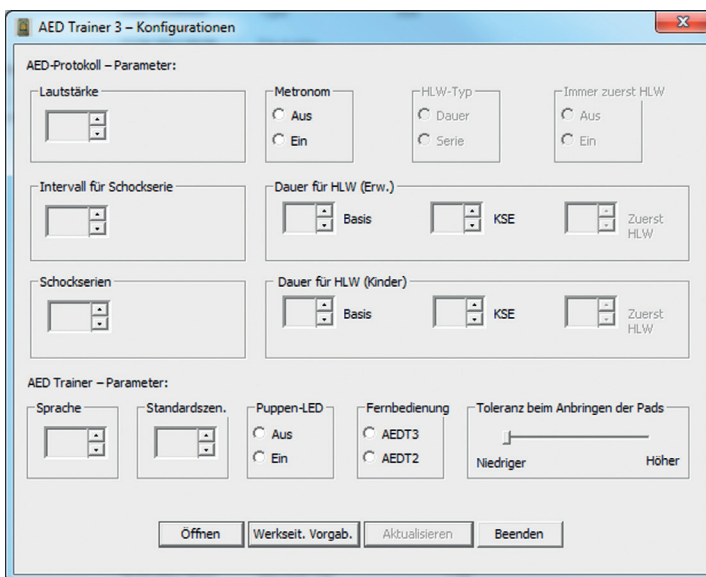 AED Trainer 3 – Konfigurationen
AED-Protokoll – Parameter:
Lautstärke
Metronom
Aus
Ein
HLW-Typ
Dauer
Serie
Immer zuerst HLW
Aus
Ein
Intervall für Schockserie
Dauer für HLW (Erw.)
Basis
KSE
Zuerst
HLW
Schockserien
Dauer für HLW (Kinder)
Basis
KSE
Zuerst
HLW
AED Trainer – Parameter:
Sprache
Standardszen.
Puppen-LED
Aus
Ein
Fernbedienung
AEDT3
AEDT2
Toleranz beim Anbringen der Pads
Niedriger
Höher
Öffnen
Werkseit. Vorgab.
Aktualisieren
Beenden